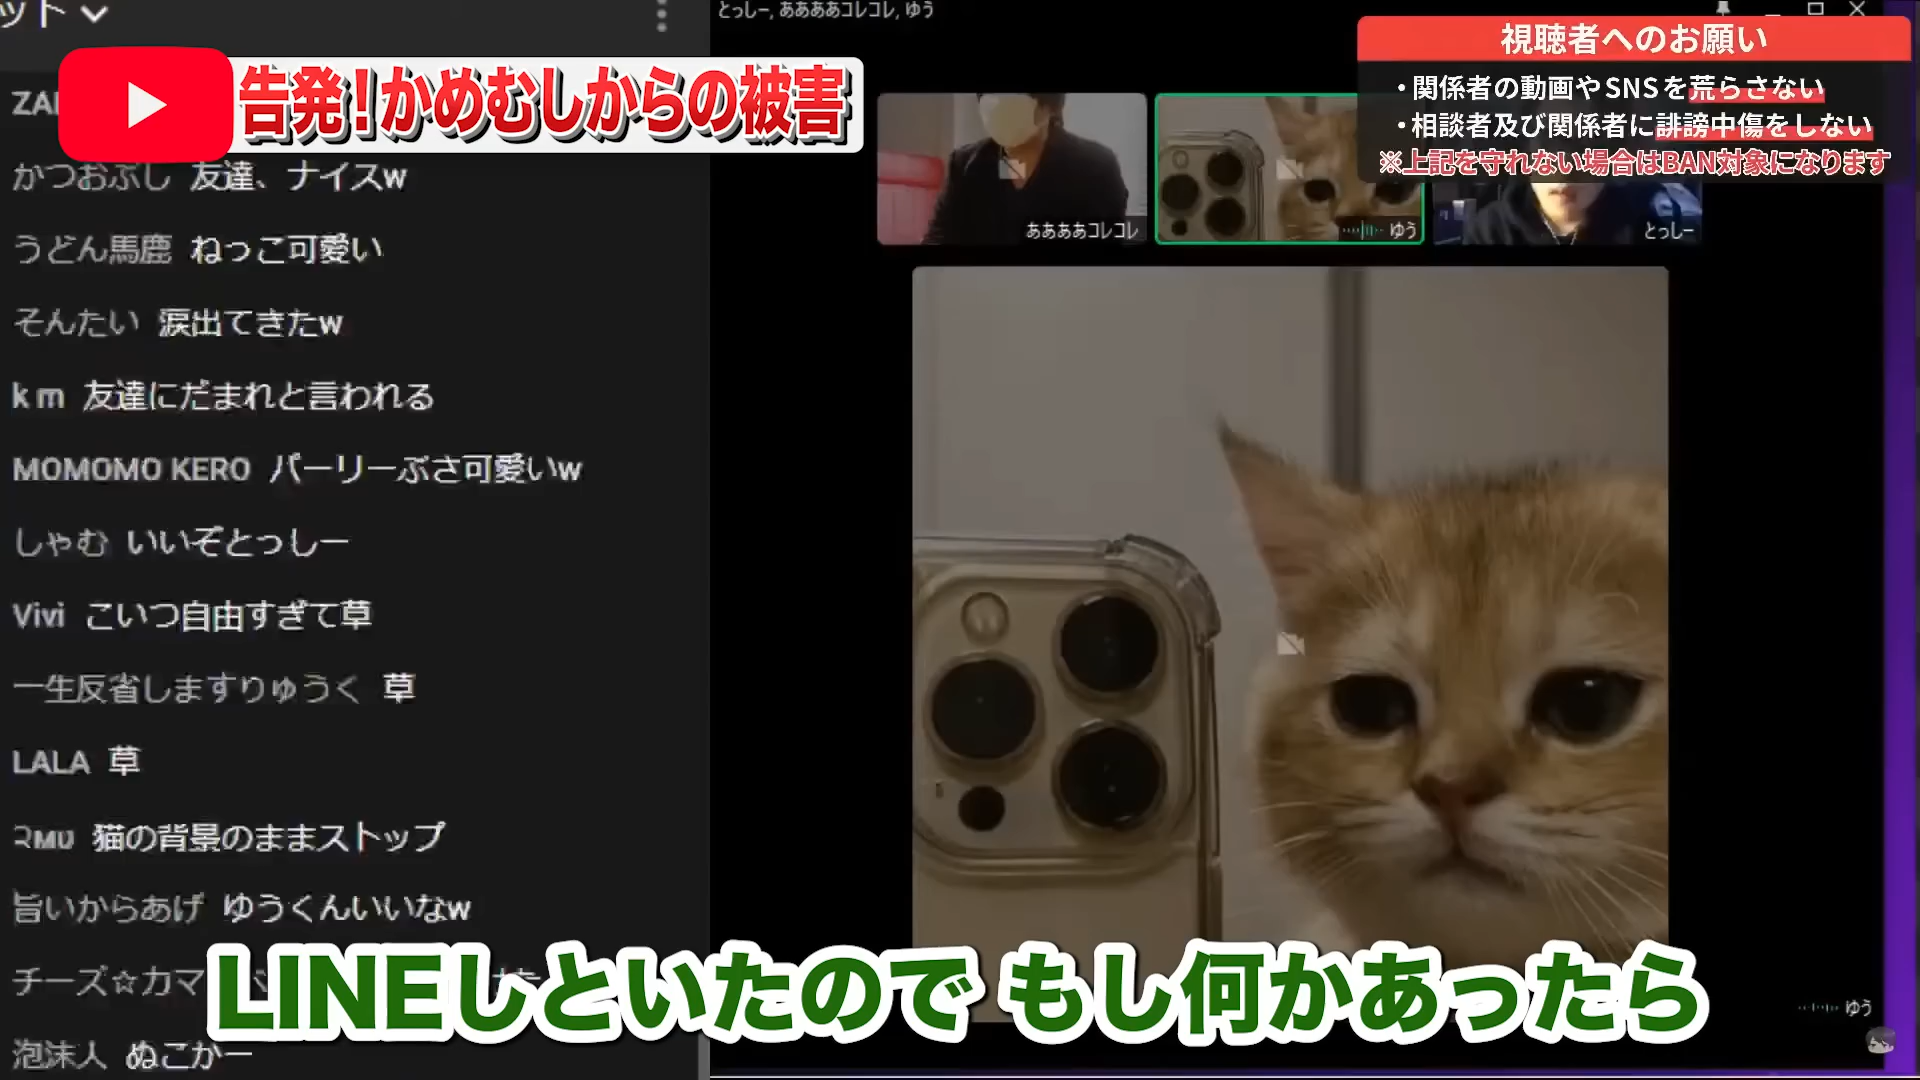 ット
とっしー, ああああコレコレ, ゆう
視聴者へのお願い
・関係者の動画やSNSを荒らさない
・相談者及び関係者に誹謗中傷をしない
※上記を守れない場合はBAN対象になります
告発！かめむしからの被害
ZA
かつおぶし 友達、ナイスw
うどん馬鹿 ねっこ可愛い
そんたい 涙出てきたw
k m 友達にだまれと言われる
MOMOMO KERO パーリーぶさ可愛いw
しゃむ いいぞとっしー
Vivi こいつ自由すぎて草
一生反省しますりゅうく 草
LALA 草
RMU 猫の背景のままストップ
旨いからあげ ゆうくんいいなw
チーズ☆カマ
泡沫人 ぬこかー
ああああコレコレ
ゆう
とっしー
LINEしといたので もし何かあったら
ゆう